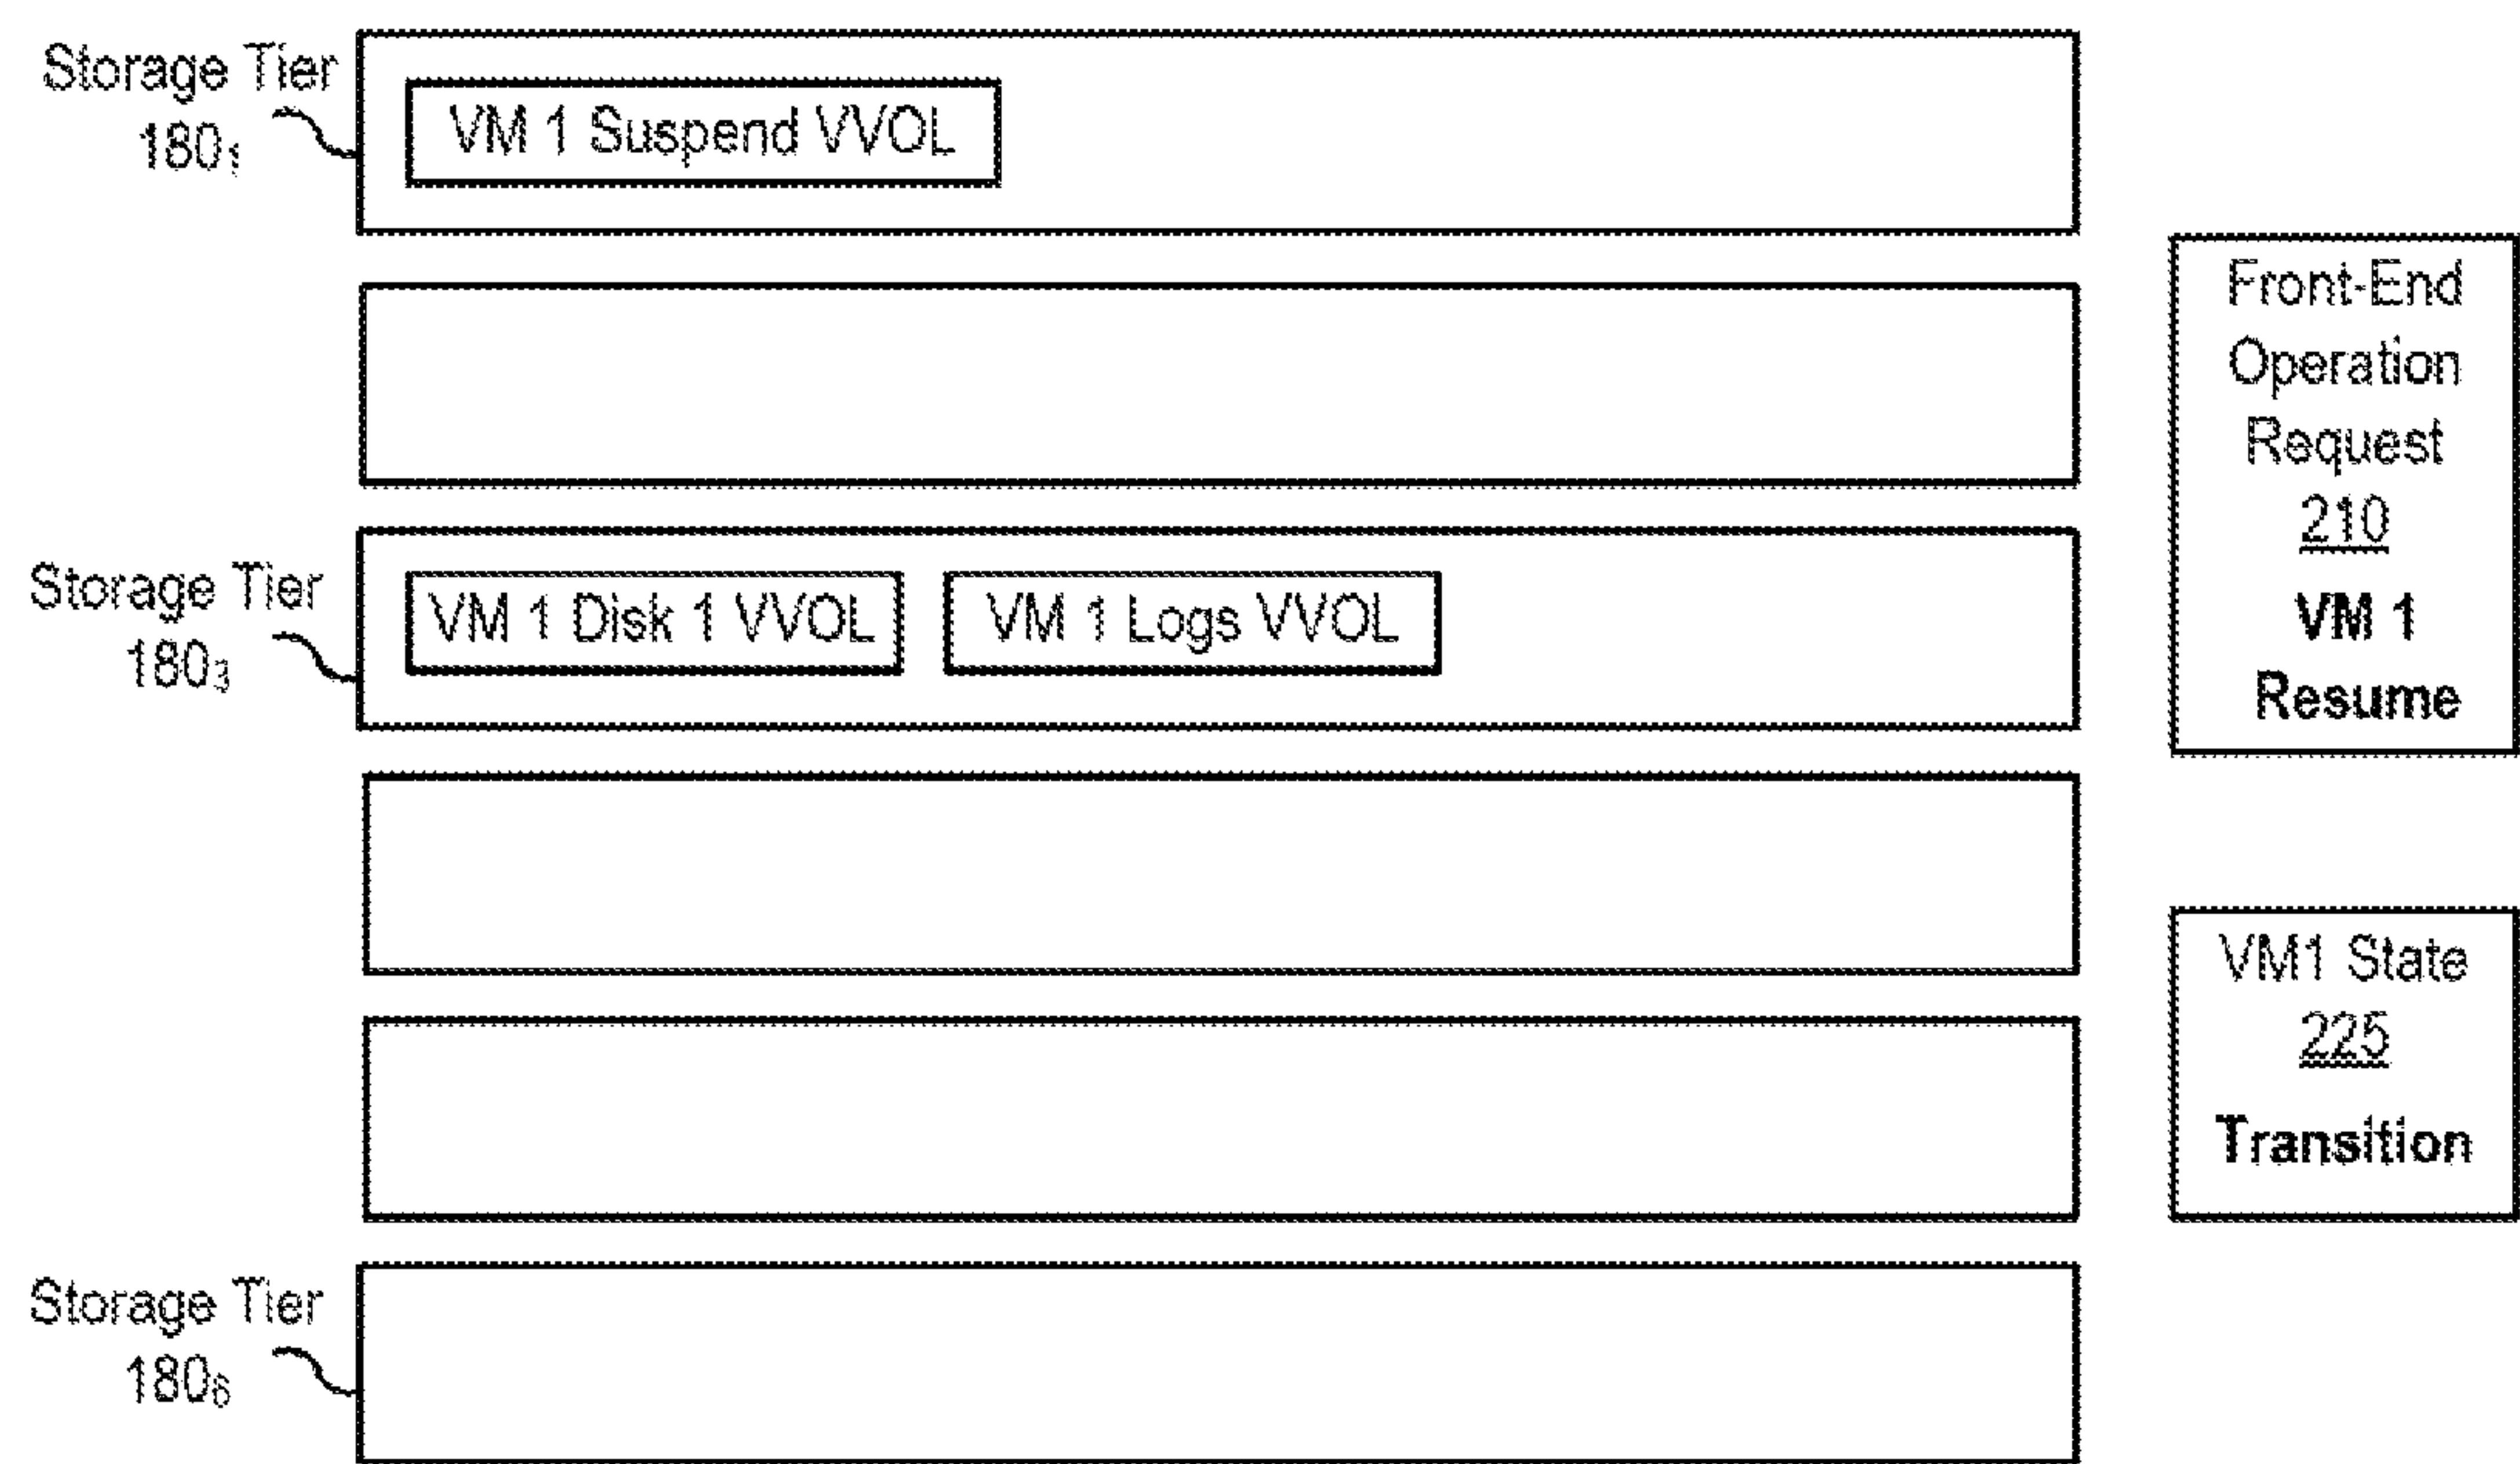 Storage Tier
180₁
VM 1 Suspend VVOL
Storage Tier
180₃
VM 1 Disk 1 VVOL
VM 1 Logs VVOL
Storage Tier
180₆
Front-End
Operation
Request
210
VM 1
Resume
VM1 State
225
Transition